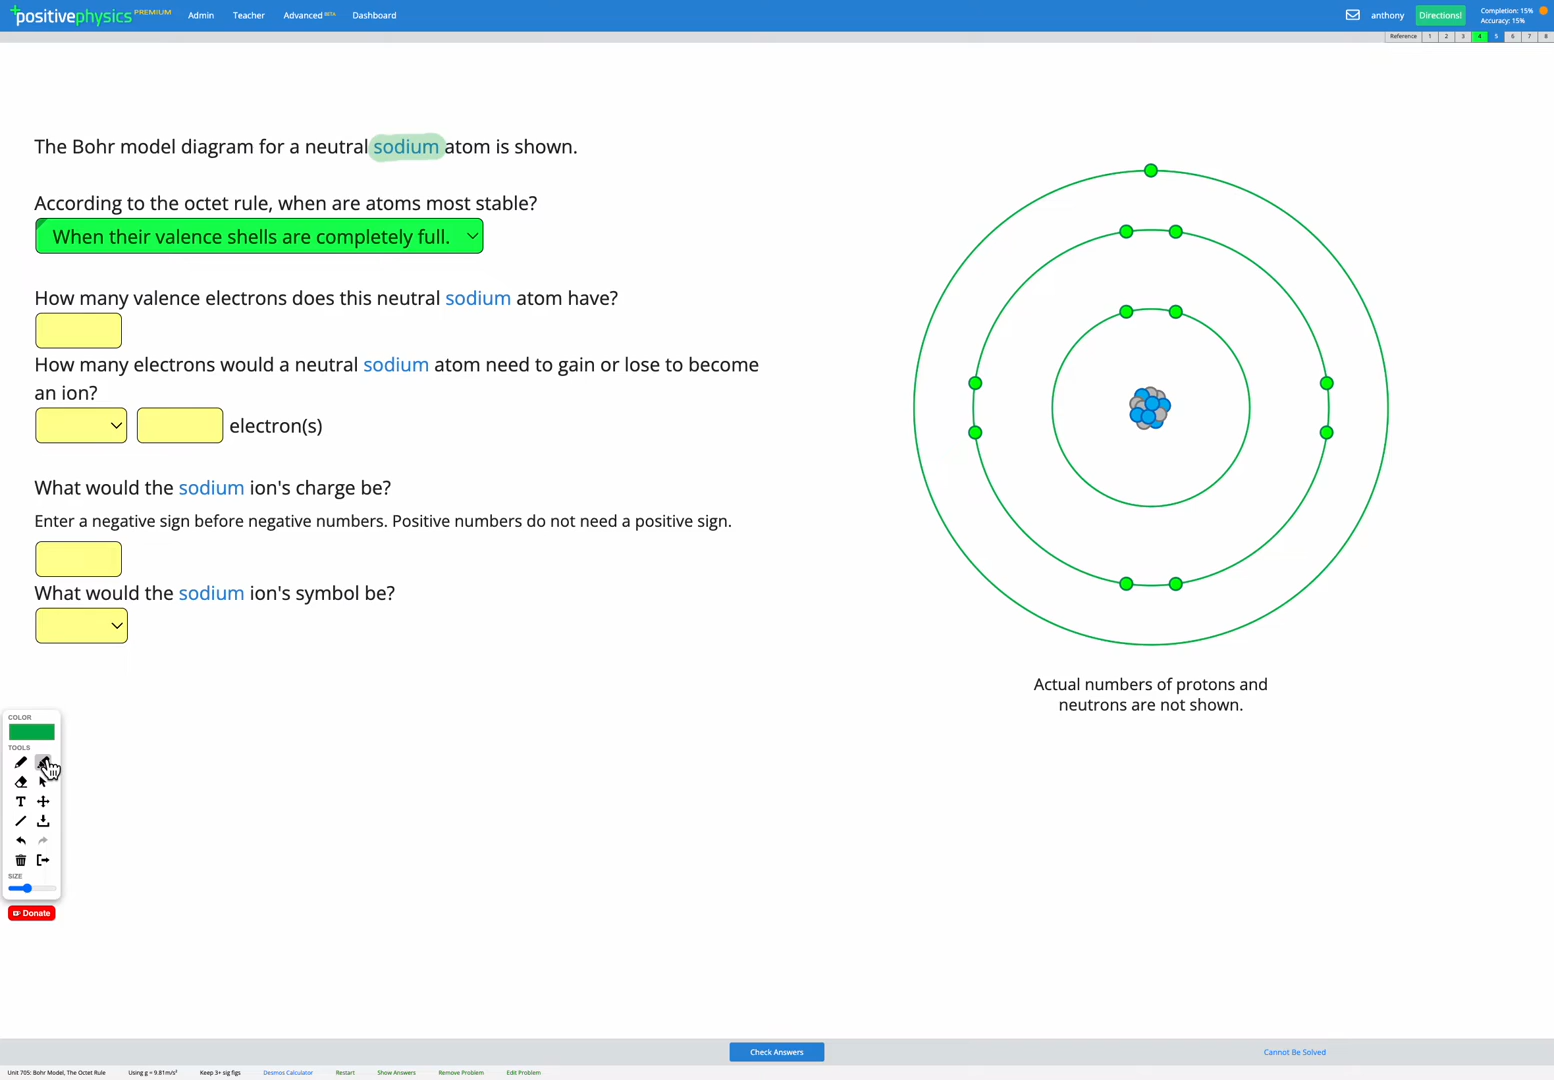 +positivephysics PREMIUM Admin Teacher Advanced BETA Dashboard anthony Directions! Completion: 15%
Accuracy: 15%
Reference 1 2 3 4 5 6 7 8
The Bohr model diagram for a neutral sodium atom is shown.
According to the octet rule, when are atoms most stable?
When their valence shells are completely full.
How many valence electrons does this neutral sodium atom have?
How many electrons would a neutral sodium atom need to gain or lose to become
an ion?
electron(s)
What would the sodium ion's charge be?
Enter a negative sign before negative numbers. Positive numbers do not need a positive sign.
What would the sodium ion's symbol be?
Actual numbers of protons and
neutrons are not shown.
COLOR
TOOLS
T
SIZE
Donate
Check Answers Cannot Be Solved
Unit 705: Bohr Model, The Octet Rule Using g = 9.81m/s² Keep 3+ sig figs Desmos Calculator Restart Show Answers Remove Problem Edit Problem